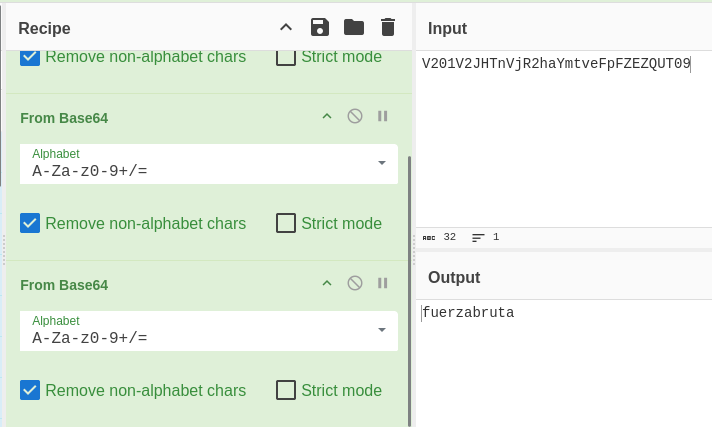 Recipe
Remove non-alphabet chars
Strict mode
From Base64
Alphabet
A-Za-z0-9+/=
Remove non-alphabet chars
Strict mode
From Base64
Alphabet
A-Za-z0-9+/=
Remove non-alphabet chars
Strict mode
Input
V201V2JHTnVjR2haYmtveFpFZEZQUT09
ABC 32
1
Output
fuerzabruta